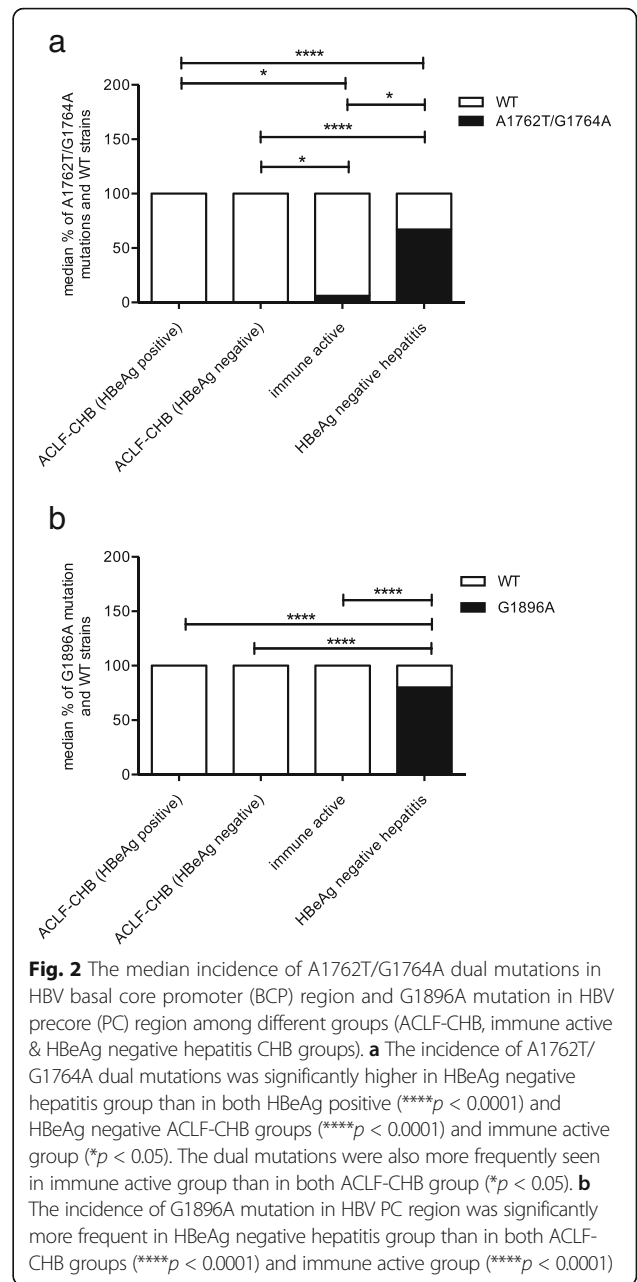 a
****
*
*
****
*
WT
A1762T/G1764A
median % of A1762T/G1764A
mutations and WT strains
200
150
100
50
0
ACLF-CHB (HBeAg positive)
ACLF-CHB (HBeAg negative)
immune active
HBeAg negative hepatitis
b
****
****
****
WT
G1896A
median % of G1896A mutation
and WT strains
200
150
100
50
0
ACLF-CHB (HBeAg positive)
ACLF-CHB (HBeAg negative)
immune active
HBeAg negative hepatitis
Fig. 2 The median incidence of A1762T/G1764A dual mutations in
HBV basal core promoter (BCP) region and G1896A mutation in HBV
precore (PC) region among different groups (ACLF-CHB, immune active
& HBeAg negative hepatitis CHB groups). a The incidence of A1762T/
G1764A dual mutations was significantly higher in HBeAg negative
hepatitis group than in both HBeAg positive (****p < 0.0001) and
HBeAg negative ACLF-CHB groups (****p < 0.0001) and immune active
group (*p < 0.05). The dual mutations were also more frequently seen
in immune active group than in both ACLF-CHB group (*p < 0.05). b
The incidence of G1896A mutation in HBV PC region was significantly
more frequent in HBeAg negative hepatitis group than in both ACLF-
CHB groups (****p < 0.0001) and immune active group (****p < 0.0001)